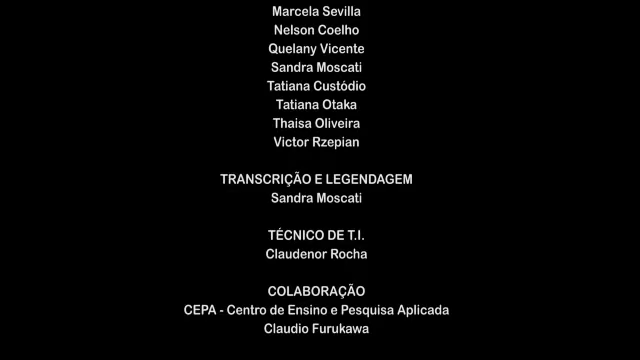 Marcela Sevilla
Nelson Coelho
Quelany Vicente
Sandra Moscati
Tatiana Custódio
Tatiana Otaka
Thaisa Oliveira
Victor Rzepian
TRANSCRIÇÃO E LEGENDAGEM
Sandra Moscati
TÉCNICO DE T.I.
Claudenor Rocha
COLABORAÇÃO
CEPA - Centro de Ensino e Pesquisa Aplicada
Claudio Furukawa